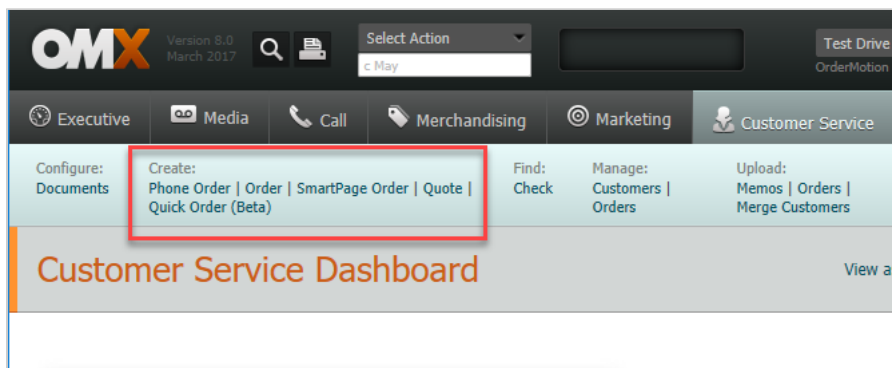 OMX
Version 8.0
March 2017
Select Action
c May
Test Drive
OrderMotion
Executive
Media
Call
Merchandising
Marketing
Customer Service
Configure:
Documents
Create:
Phone Order | Order | SmartPage Order | Quote |
Quick Order (Beta)
Find:
Check
Manage:
Customers |
Orders
Upload:
Memos | Orders |
Merge Customers
Customer Service Dashboard
View a